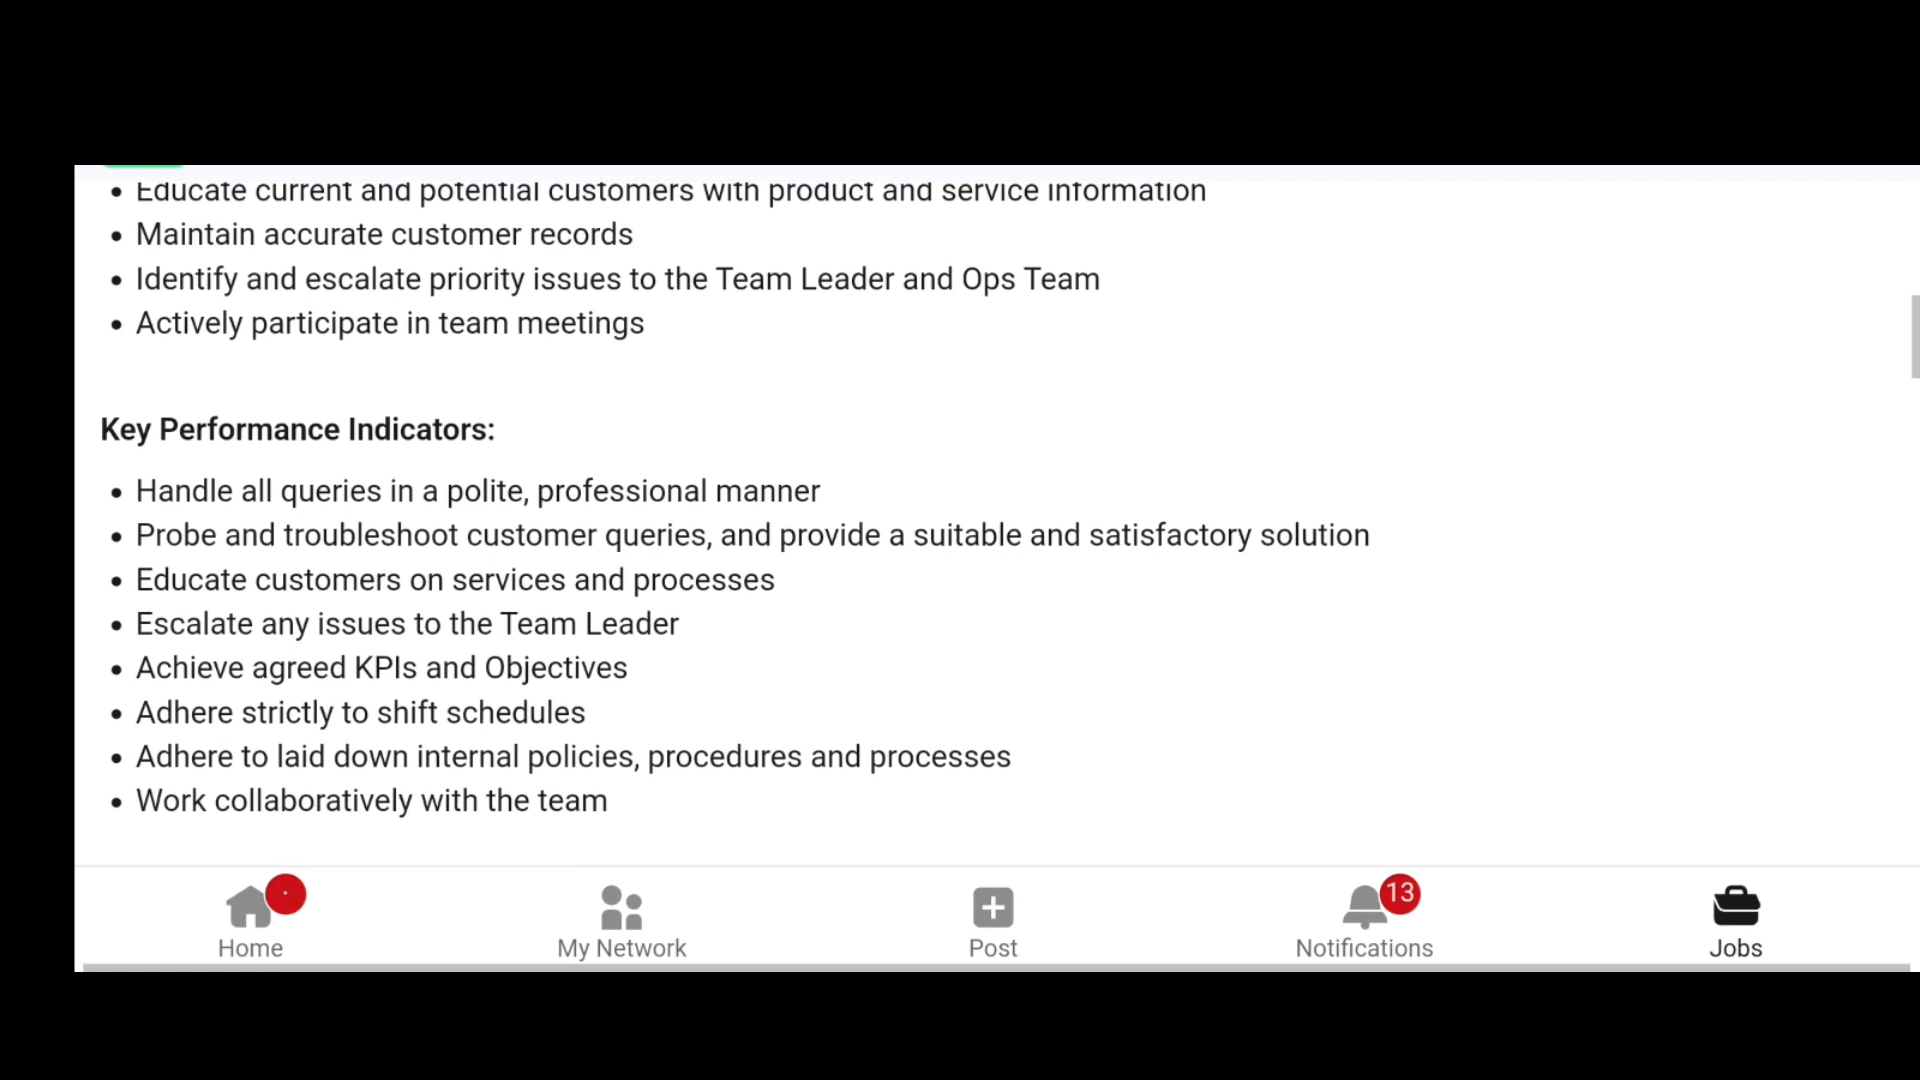 • Educate current and potential customers with product and service information
• Maintain accurate customer records
• Identify and escalate priority issues to the Team Leader and Ops Team
• Actively participate in team meetings
Key Performance Indicators:
• Handle all queries in a polite, professional manner
• Probe and troubleshoot customer queries, and provide a suitable and satisfactory solution
• Educate customers on services and processes
• Escalate any issues to the Team Leader
• Achieve agreed KPIs and Objectives
• Adhere strictly to shift schedules
• Adhere to laid down internal policies, procedures and processes
• Work collaboratively with the team
13
Home My Network Post Notifications Jobs